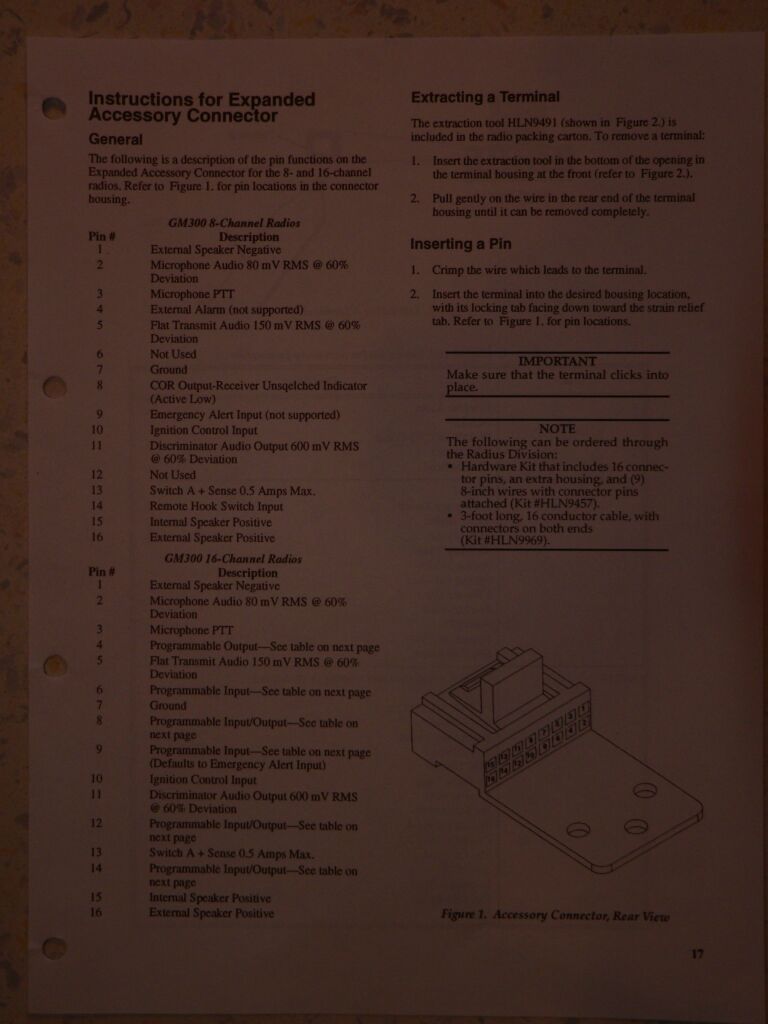 Instructions for Expanded
Accessory Connector
General
The following is a description of the pin functions on the
Expanded Accessory Connector for the 8- and 16-channel
radios. Refer to Figure 1. for pin locations in the connector
housing.
GM300 8-Channel Radios
Pin # Description
1 External Speaker Negative
2 Microphone Audio 80 mV RMS @ 60%
Deviation
3 Microphone PTT
4 External Alarm (not supported)
5 Flat Transmit Audio 150 mV RMS @ 60%
Deviation
6 Not Used
7 Ground
8 COR Output-Receiver Unsqelched Indicator
(Active Low)
9 Emergency Alert Input (not supported)
10 Ignition Control Input
11 Discriminator Audio Output 600 mV RMS
@ 60% Deviation
12 Not Used
13 Switch A + Sense 0.5 Amps Max.
14 Remote Hook Switch Input
15 Internal Speaker Positive
16 External Speaker Positive
GM300 16-Channel Radios
Pin # Description
1 External Speaker Negative
2 Microphone Audio 80 mV RMS @ 60%
Deviation
3 Microphone PTT
4 Programmable Output—See table on next page
5 Flat Transmit Audio 150 mV RMS @ 60%
Deviation
6 Programmable Input—See table on next page
7 Ground
8 Programmable Input/Output—See table on
next page
9 Programmable Input—See table on next page
(Defaults to Emergency Alert Input)
10 Ignition Control Input
11 Discriminator Audio Output 600 mV RMS
@ 60% Deviation
12 Programmable Input/Output—See table on
next page
13 Switch A + Sense 0.5 Amps Max.
14 Programmable Input/Output—See table on
next page
15 Internal Speaker Positive
16 External Speaker Positive
Extracting a Terminal
The extraction tool HLN9491 (shown in Figure 2.) is
included in the radio packing carton. To remove a terminal:
1. Insert the extraction tool in the bottom of the opening in
the terminal housing at the front (refer to Figure 2.).
2. Pull gently on the wire in the rear end of the terminal
housing until it can be removed completely.
Inserting a Pin
1. Crimp the wire which leads to the terminal.
2. Insert the terminal into the desired housing location,
with its locking tab facing down toward the strain relief
tab. Refer to Figure 1. for pin locations.
IMPORTANT
Make sure that the terminal clicks into
place.
NOTE
The following can be ordered through
the Radius Division:
• Hardware Kit that includes 16 connec-
tor pins, an extra housing, and (9)
8-inch wires with connector pins
attached (Kit #HLN9457).
• 3-foot long, 16 conductor cable, with
connectors on both ends
(Kit #HLN9969).
Figure 1. Accessory Connector, Rear View
17